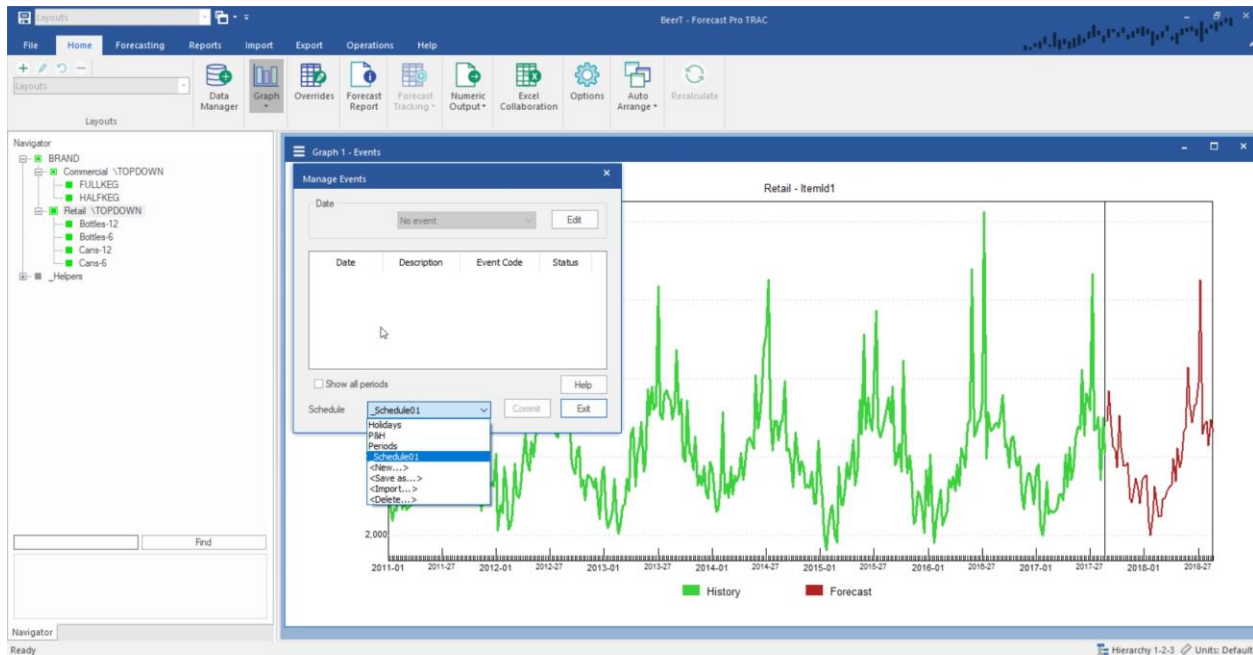 Layouts
BeerT - Forecast Pro TRAC
File Home Forecasting Reports Import Export Operations Help
Layouts
Data Manager
Graph
Overrides
Forecast Report
Forecast Tracking
Numeric Output
Excel Collaboration
Options
Auto Arrange
Recalculate
Layouts
Navigator
BRAND
Commercial \TOPDOWN
FULLKEG
HALFKEG
Retail \TOPDOWN
Bottles-12
Bottles-6
Cans-12
Cans-6
_Helpers
Find
Navigator
Ready
Graph 1 - Events
Manage Events
Date
No event
Edit
Date Description Event Code Status
Show all periods
Help
Schedule
_Schedule01
Commit
Exit
Holidays
P&H
Periods
_Schedule01
<New...>
<Save as...>
<Import...>
<Delete...>
Retail - ItemId1
2,000
2011-01 2011-27 2012-01 2012-27 2013-01 2013-27 2014-01 2014-27 2015-01 2015-27 2016-01 2016-27 2017-01 2017-27 2018-01 2018-27
History Forecast
Hierarchy 1-2-3 Units: Default